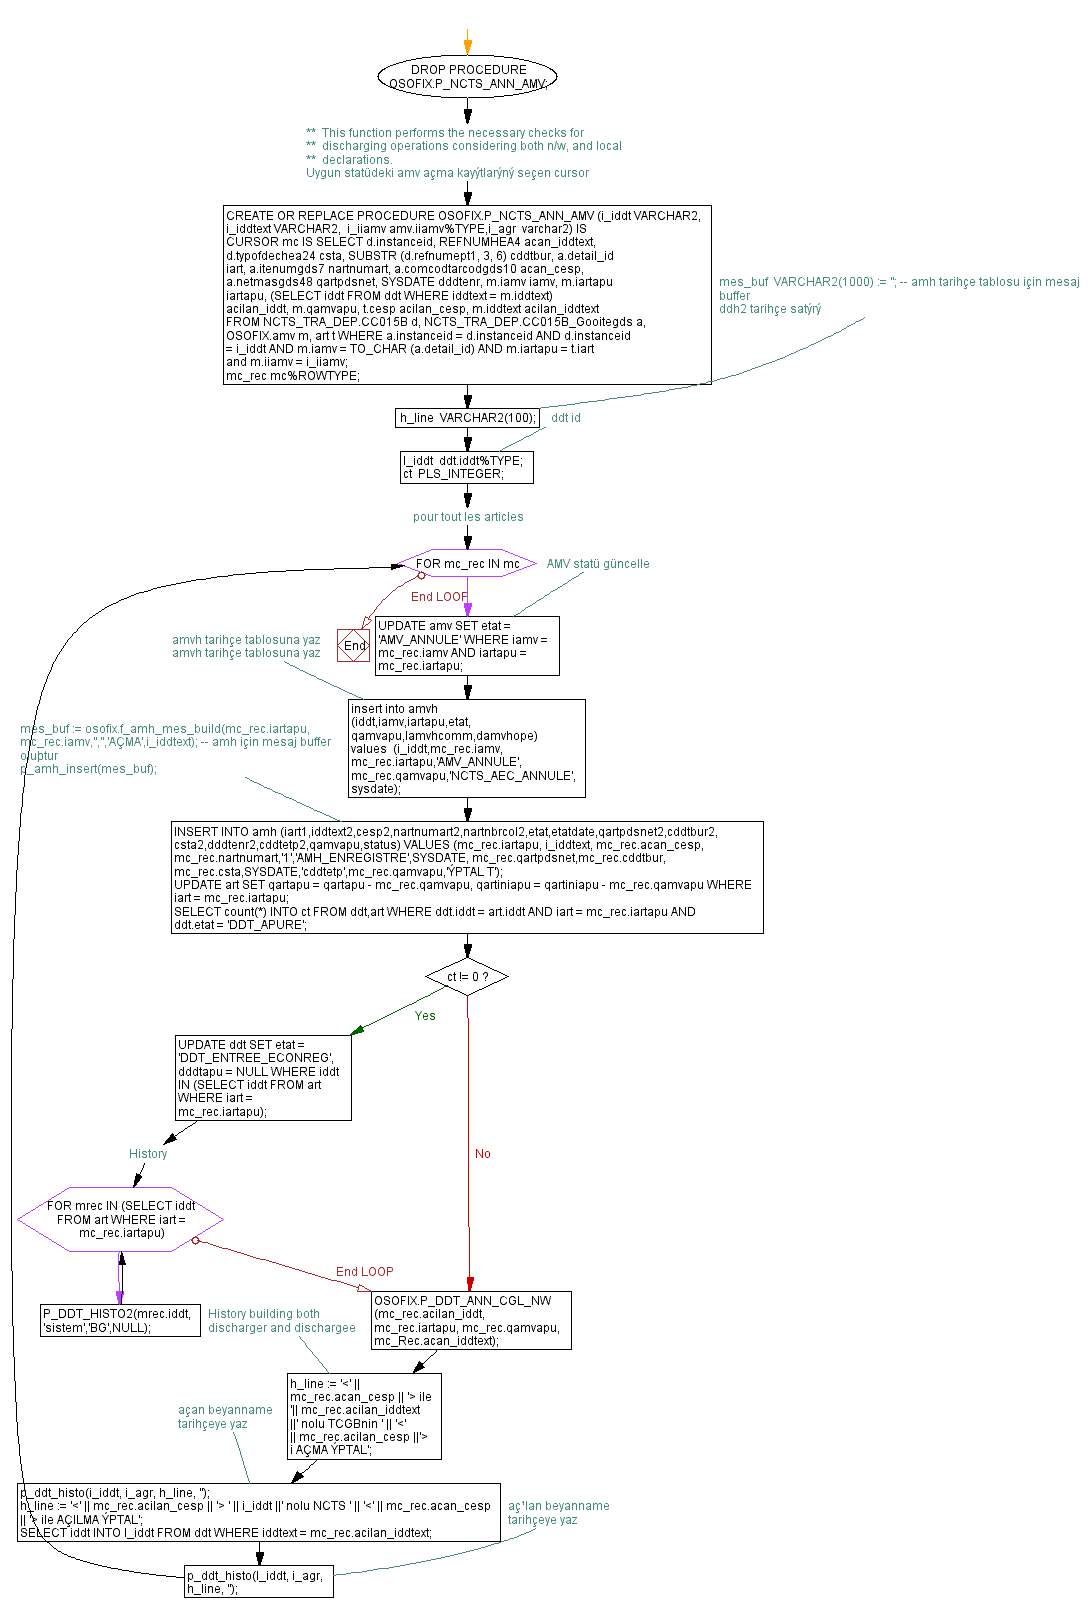 DROP PROCEDURE
OSOFIX.P_NCTS_ANN_AMV;
** This function performs the necessary checks for
** discharging operations considering both n/w, and local
** declarations.
Uygun statüdeki amv açma kayýtlarýný seçen cursor
CREATE OR REPLACE PROCEDURE OSOFIX.P_NCTS_ANN_AMV (i_iddt VARCHAR2,
i_iddtext VARCHAR2, i_iiamv amv.iiamv%TYPE,i_agr varchar2) IS
CURSOR mc IS SELECT d.instanceid, REFNUMHEA4 acan_iddtext,
d.typofdechea24 csta, SUBSTR (d.refnumept1, 3, 6) cddtbur, a.detail_id
iart, a.itenumgds7 nartnumart, a.comcodtarcodgds10 acan_cesp,
a.netmasgds48 qartpdsnet, SYSDATE dddtenr, m.iamv iamv, m.iartapu
iartapu, (SELECT iddt FROM ddt WHERE iddtext = m.iddtext)
acilan_iddt, m.qamvapu, t.cesp acilan_cesp, m.iddtext acilan_iddtext
FROM NCTS_TRA_DEP.CC015B d, NCTS_TRA_DEP.CC015B_Gooitegds a,
OSOFIX.amv m, art t WHERE a.instanceid = d.instanceid AND d.instanceid
= i_iddt AND m.iamv = TO_CHAR (a.detail_id) AND m.iartapu = t.iart
and m.iiamv = i_iiamv;
mc_rec mc%ROWTYPE;
mes_buf VARCHAR2(1000) := ''; -- amh tarihçe tablosu için mesaj
buffer
ddh2 tarihçe satýrý
h_line VARCHAR2(100);
ddt id
l_iddt ddt.iddt%TYPE;
ct PLS_INTEGER;
pour tout les articles
FOR mc_rec IN mc
AMV statü güncelle
End LOOP
End
UPDATE amv SET etat =
'AMV_ANNULE' WHERE iamv =
mc_rec.iamv AND iartapu =
mc_rec.iartapu;
amvh tarihçe tablosuna yaz
amvh tarihçe tablosuna yaz
insert into amvh
(iddt,iamv,iartapu,etat,
qamvapu,lamvhcomm,damvhope)
values (i_iddt,mc_rec.iamv,
mc_rec.iartapu,'AMV_ANNULE',
mc_rec.qamvapu,'NCTS_AEC_ANNULE',
sysdate);
mes_buf := osofix.f_amh_mes_build(mc_rec.iartapu,
mc_rec.iamv,'','','AÇMA',i_iddtext); -- amh için mesaj buffer
oluþtur
p_amh_insert(mes_buf);
INSERT INTO amh (iart1,iddtext2,cesp2,nartnumart2,nartnbrcol2,etat,etatdate,qartpdsnet2,cddtbur2,
csta2,dddtenr2,cddtetp2,qamvapu,status) VALUES (mc_rec.iartapu, i_iddtext, mc_rec.acan_cesp,
mc_rec.nartnumart,'1','AMH_ENREGISTRE',SYSDATE, mc_rec.qartpdsnet,mc_rec.cddtbur,
mc_rec.csta,SYSDATE,'cddtetp',mc_rec.qamvapu,'ÝPTAL T');
UPDATE art SET qartapu = qartapu - mc_rec.qamvapu, qartiniapu = qartiniapu - mc_rec.qamvapu WHERE
iart = mc_rec.iartapu;
SELECT count(*) INTO ct FROM ddt,art WHERE ddt.iddt = art.iddt AND iart = mc_rec.iartapu AND
ddt.etat = 'DDT_APURE';
ct != 0 ?
Yes
UPDATE ddt SET etat =
'DDT_ENTREE_ECONREG',
dddtapu = NULL WHERE iddt
IN (SELECT iddt FROM art
WHERE iart =
mc_rec.iartapu);
No
History
FOR mrec IN (SELECT iddt
FROM art WHERE iart =
mc_rec.iartapu)
End LOOP
P_DDT_HISTO2(mrec.iddt,
'sistem','BG',NULL);
History building both
discharger and dischargee
OSOFIX.P_DDT_ANN_CGL_NW
(mc_rec.acilan_iddt,
mc_rec.iartapu, mc_rec.qamvapu,
mc_Rec.acan_iddtext);
h_line := '<' ||
mc_rec.acan_cesp || '> ile
'|| mc_rec.acilan_iddtext
||' nolu TCGBnin ' || '<'
|| mc_rec.acilan_cesp ||'>
i AÇMA ÝPTAL';
açan beyanname
tarihçeye yaz
p_ddt_histo(i_iddt, i_agr, h_line, '');
h_line := '<' || mc_rec.acilan_cesp || '> ' || i_iddt ||' nolu NCTS ' || '<' || mc_rec.acan_cesp
|| '> ile AÇILMA ÝPTAL';
SELECT iddt INTO l_iddt FROM ddt WHERE iddtext = mc_rec.acilan_iddtext;
aç'lan beyanname
tarihçeye yaz
p_ddt_histo(l_iddt, i_agr,
h_line, '');